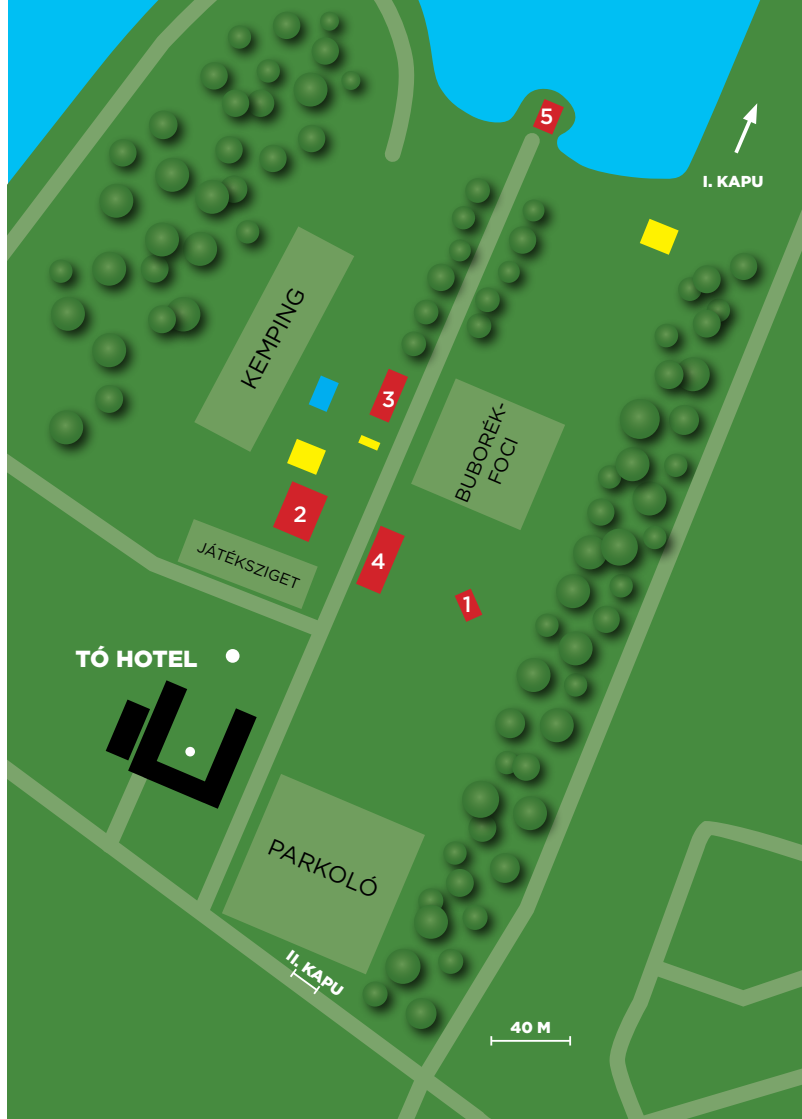 5
I. KAPU
KEMPING
3
BUBORÉK-
FOCI
2
JÁTÉKSZIGET
4
1
TÓ HOTEL
PARKOLÓ
II. KAPU
40 M